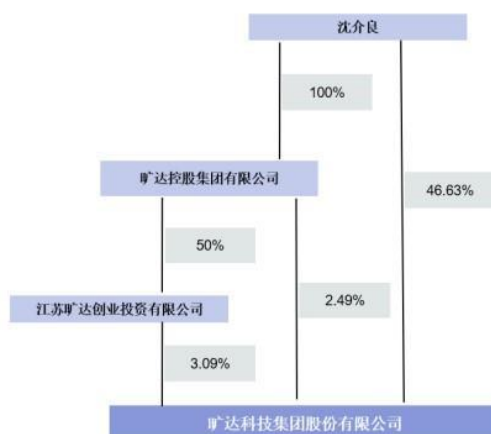 沈介良
100%
旷达控股集团有限公司
46.63%
50%
2.49%
江苏旷达创业投资有限公司
3.09%
旷达科技集团股份有限公司